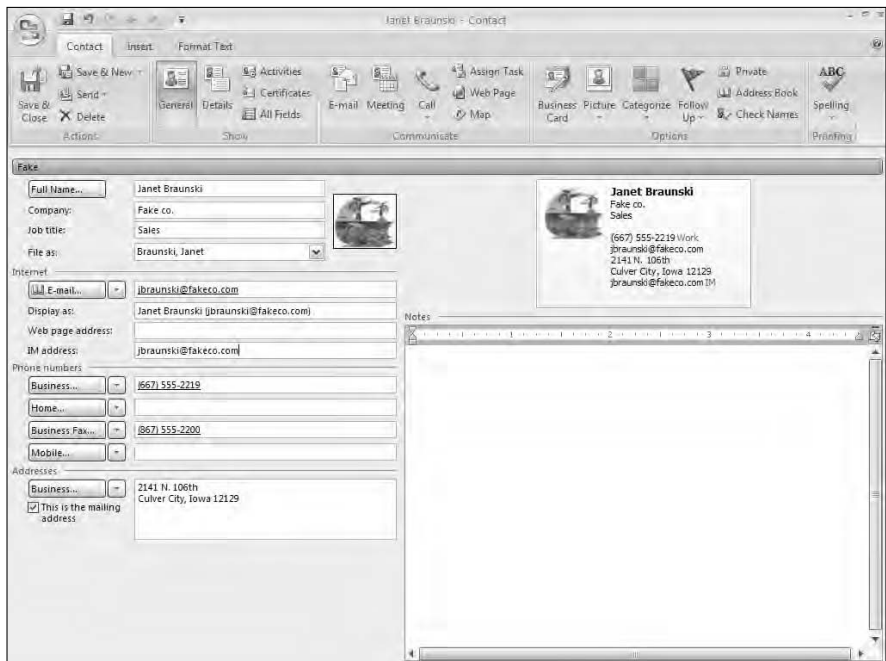 Janet Braunski - Contact
Contact Insert Format Text
Save & Close
Save & New
Send
Delete
Actions
General
Details
Activities
Certificates
All Fields
Show
E-mail
Meeting
Call
Assign Task
Web Page
Map
Communicate
Business Card
Picture
Categorize
Follow Up
Private
Address Book
Check Names
Options
ABC
Spelling
Proofing
Fake
Full Name... Janet Braunski
Company: Fake co.
Job title: Sales
File as: Braunski, Janet
Internet
E-mail... jbraunski@fakeco.com
Display as: Janet Braunski (jbraunski@fakeco.com)
Web page address:
IM address: jbraunski@fakeco.com
Phone numbers
Business... (667) 555-2219
Home...
Business Fax... (867) 555-2200
Mobile...
Addresses
Business... 2141 N. 106th
Culver City, Iowa 12129
This is the mailing
address
Janet Braunski
Fake co.
Sales
(667) 555-2219 Work
jbraunski@fakeco.com
2141 N. 106th
Culver City, Iowa 12129
jbraunski@fakeco.com IM
Notes
1 2 3 4